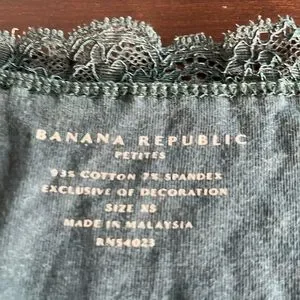 BANANA REPUBLIC
PETITES
93% COTTON 7% SPANDEX
EXCLUSIVE OF DECORATION
SIZE XS
MADE IN MALAYSIA
RN54023